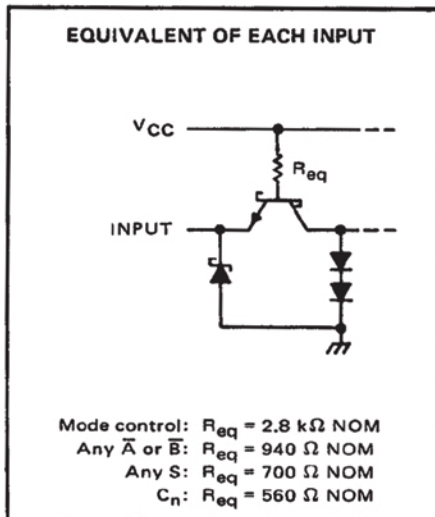 EQUIVALENT OF EACH INPUT
VCC
Req
INPUT
Mode control: Req = 2.8 kΩ NOM
Any A̅ or B̅: Req = 940 Ω NOM
Any S: Req = 700 Ω NOM
Cn: Req = 560 Ω NOM